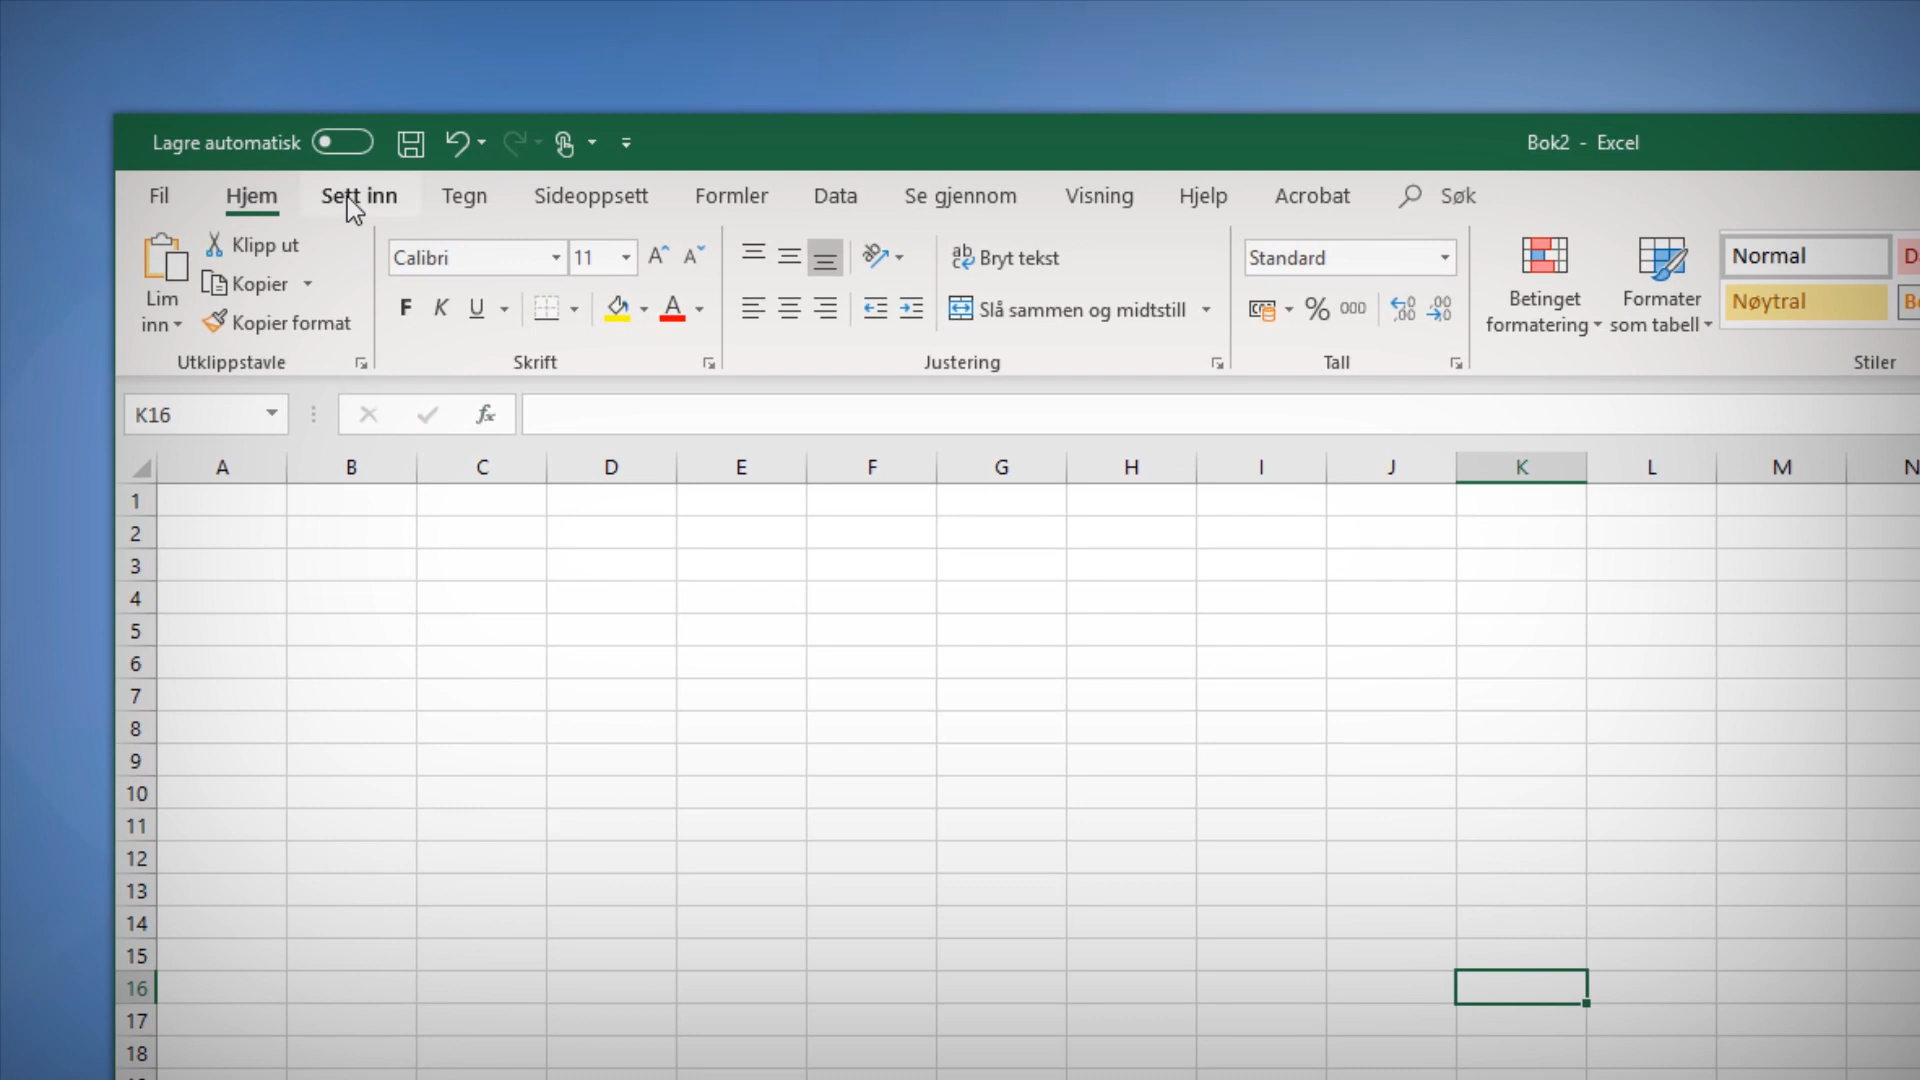 Lagre automatisk
Bok2 - Excel
Fil Hjem Sett inn Tegn Sideoppsett Formler Data Se gjennom Visning Hjelp Acrobat Søk
Lim inn
Klipp ut
Kopier
Kopier format
Utklippstavle
Calibri 11
F K U
Skrift
Bryt tekst
Slå sammen og midtstill
Justering
Standard
% 000
Tall
Betinget formatering
Formater som tabell
Normal
Nøytral
Stiler
K16
fx
A B C D E F G H I J K L M N
1
2
3
4
5
6
7
8
9
10
11
12
13
14
15
16
17
18